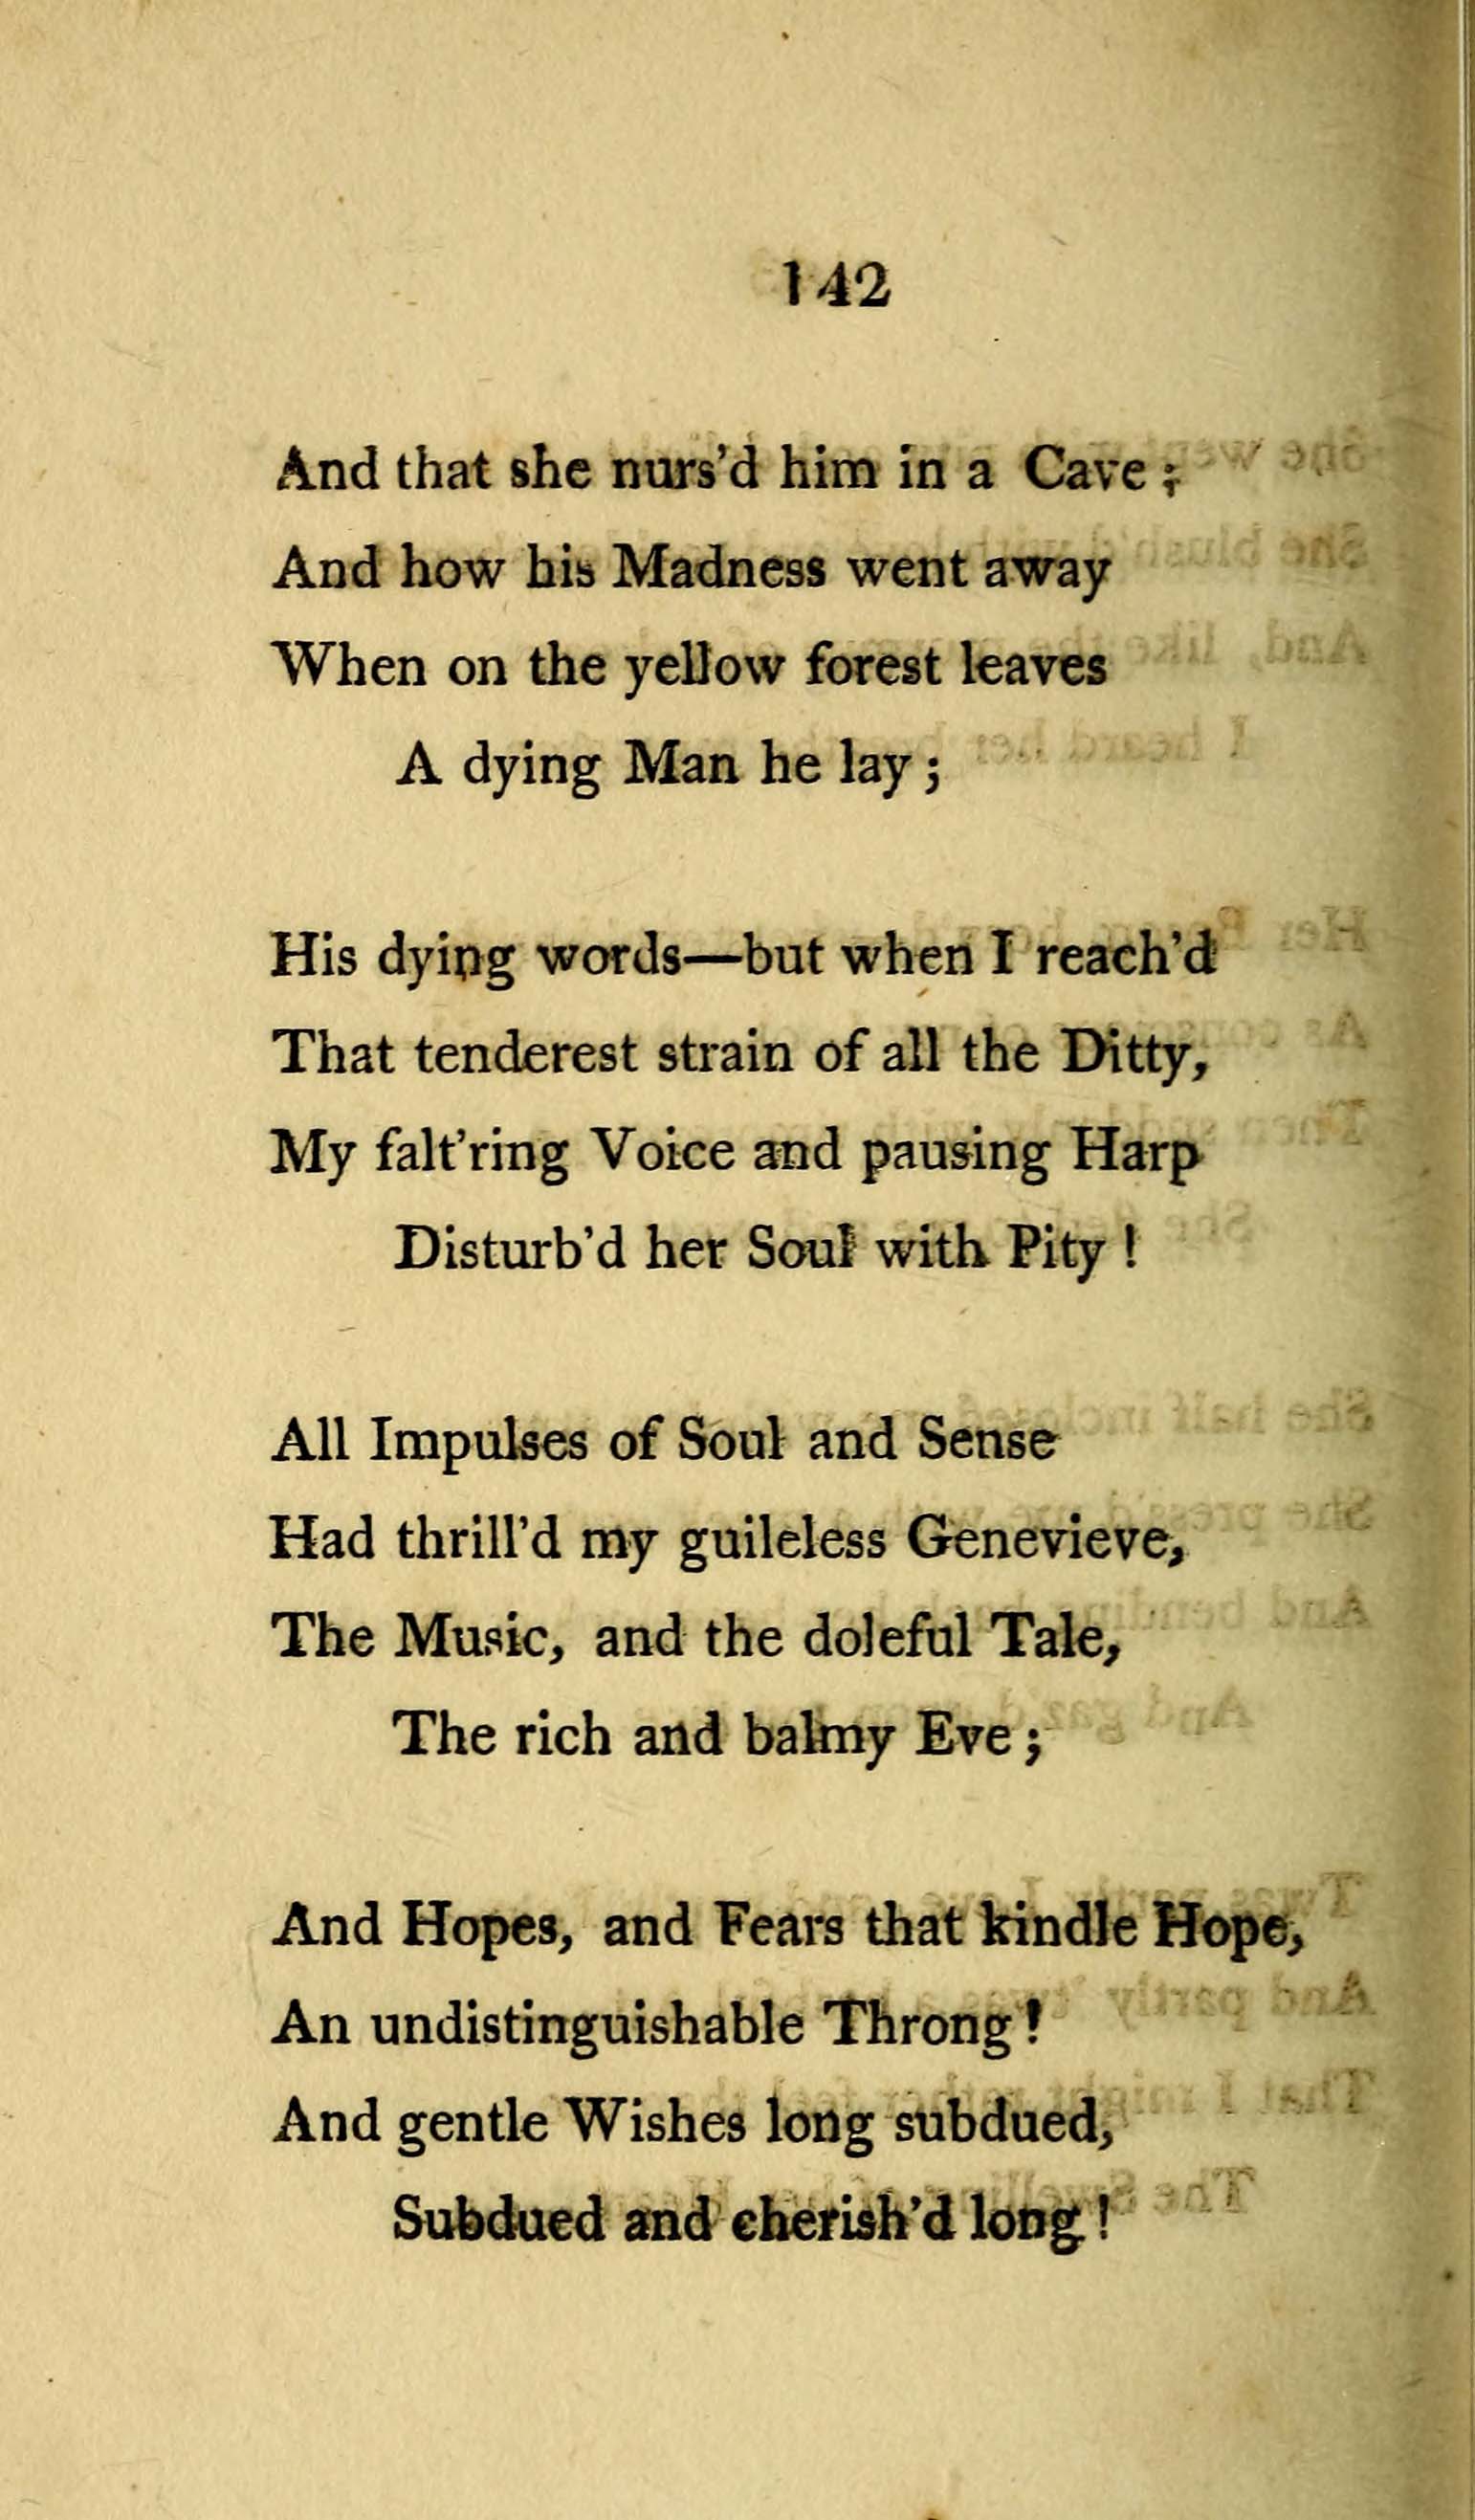 142
And that she nurs'd him in a Cave;
And how his Madness went away
When on the yellow forest leaves
A dying Man he lay;
His dying words—but when I reach'd
That tenderest strain of all the Ditty,
My falt'ring Voice and pausing Harp
Disturb'd her Soul with Pity!
All Impulses of Soul and Sense
Had thrill'd my guileless Genevieve,
The Music, and the doleful Tale,
The rich and balmy Eve;
And Hopes, and Fears that kindle Hope,
An undistinguishable Throng!
And gentle Wishes long subdued,
Subdued and cherish'd long!